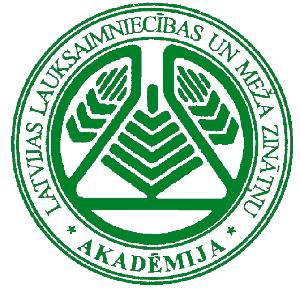 LATVIJAS LAUKSAIMNIECĪBAS UN MEŽA ZINĀTŅU
* AKADĒMIJA *